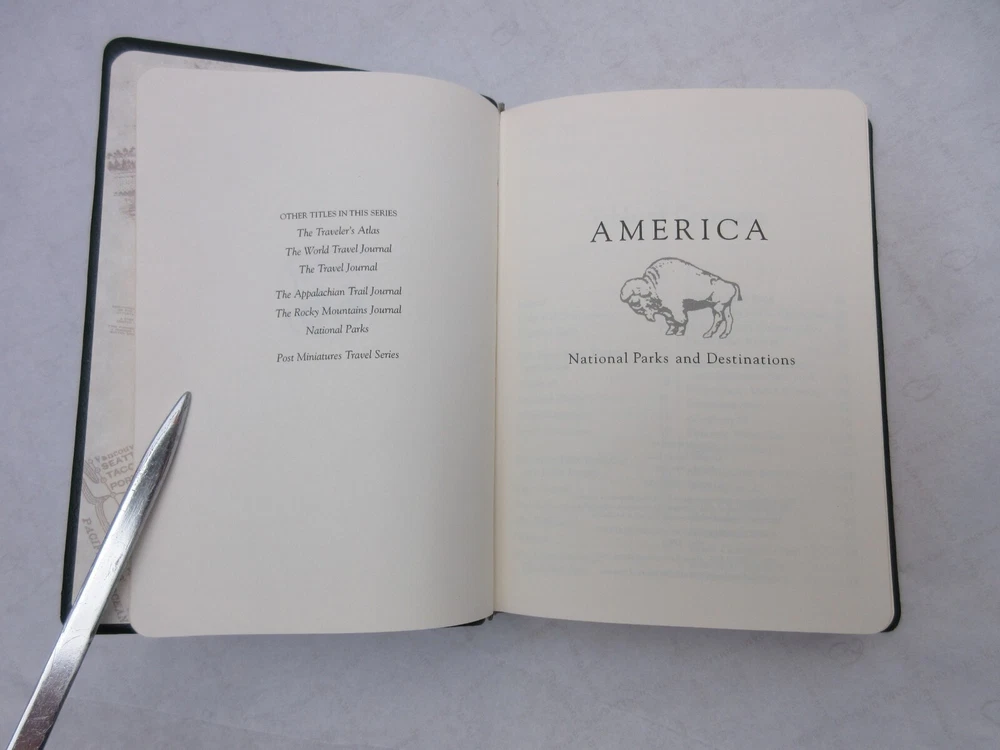 OTHER TITLES IN THIS SERIES
The Traveler's Atlas
The World Travel Journal
The Travel Journal
The Appalachian Trail Journal
The Rocky Mountains Journal
National Parks
Post Miniatures Travel Series
AMERICA
National Parks and Destinations